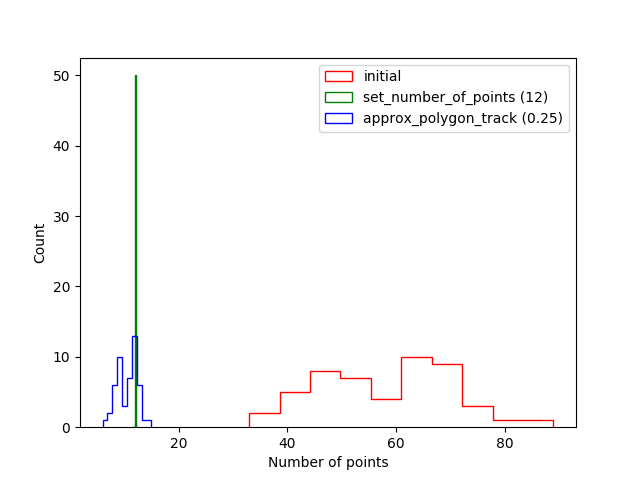 initial
set_number_of_points (12)
approx_polygon_track (0.25)
50
40
30
20
10
0
Count
20
40
60
80
Number of points